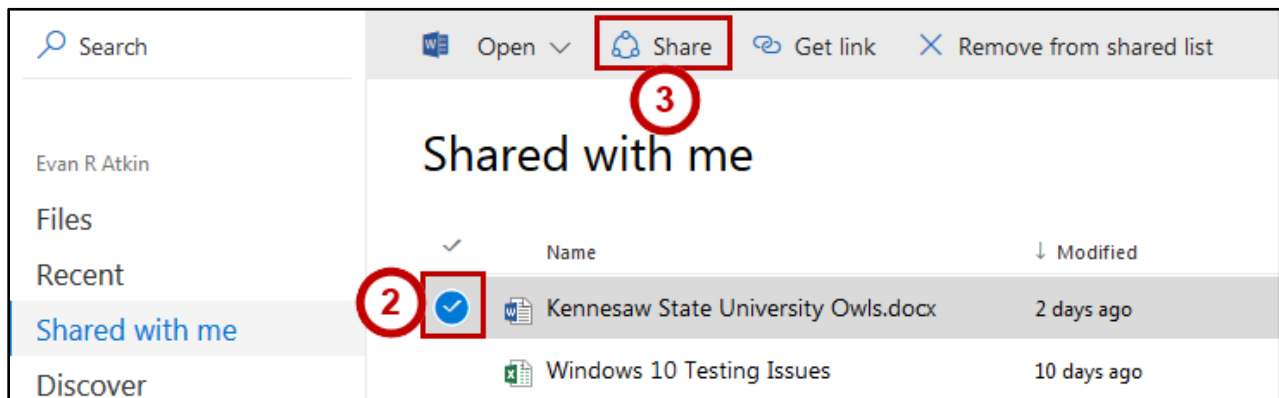 Search
Open Share Get link Remove from shared list
3
Evan R Atkin
Shared with me
Files
Recent
Shared with me
Discover
Name Modified
2 Kennesaw State University Owls.docx 2 days ago
Windows 10 Testing Issues 10 days ago